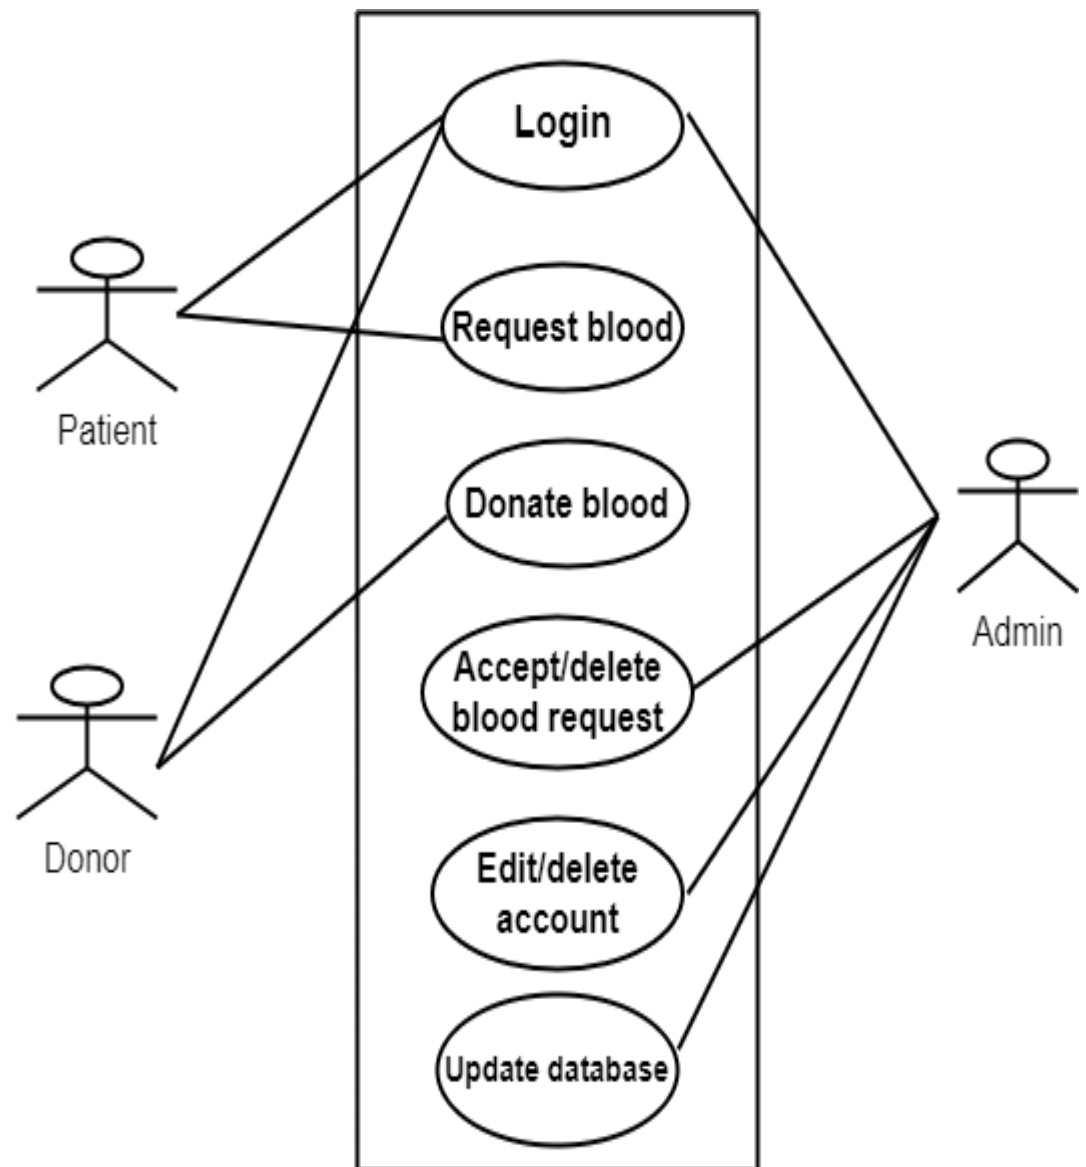 Login
Request blood
Patient
Donate blood
Admin
Accept/delete
blood request
Donor
Edit/delete
account
Update database